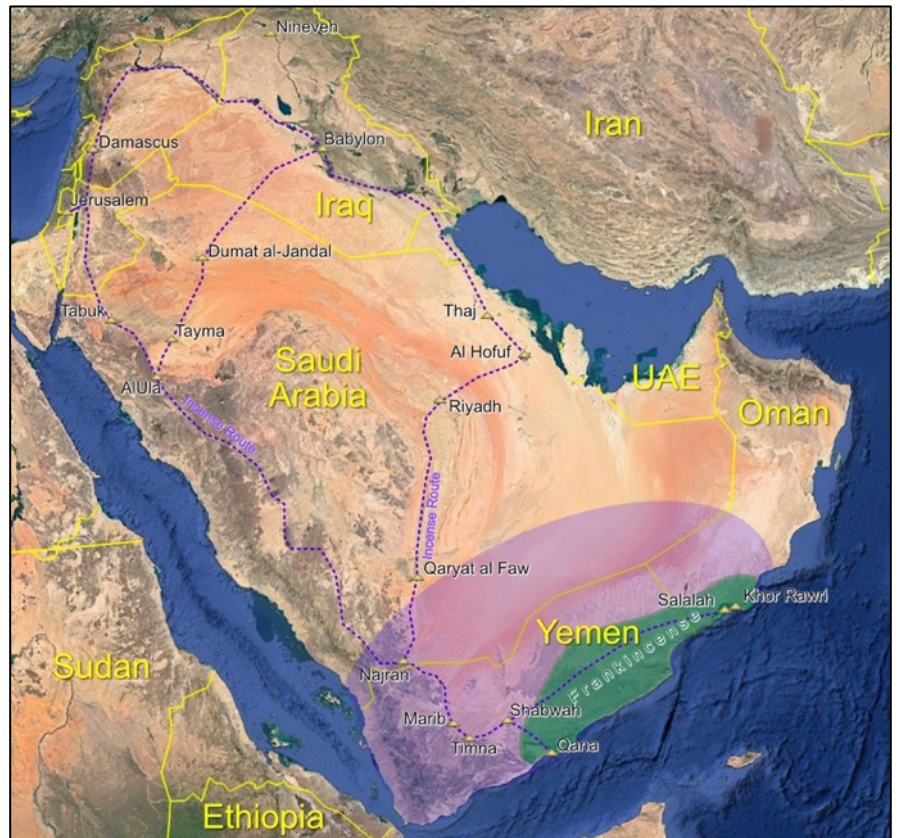 Nineveh
Iran
Damascus
Babylon
Jerusalem
Iraq
Dumat al-Jandal
Tabuk
Thaj
Tayma
Al Hofuf
Saudi
Arabia
UAE
AlUla
Riyadh
Oman
Incense Route
Incense Route
Qaryat al Faw
Salalah
Khor Rawri
Yemen
Frankincense
Sudan
Najran
Marib
Shabwah
Timna
Qana
Ethiopia